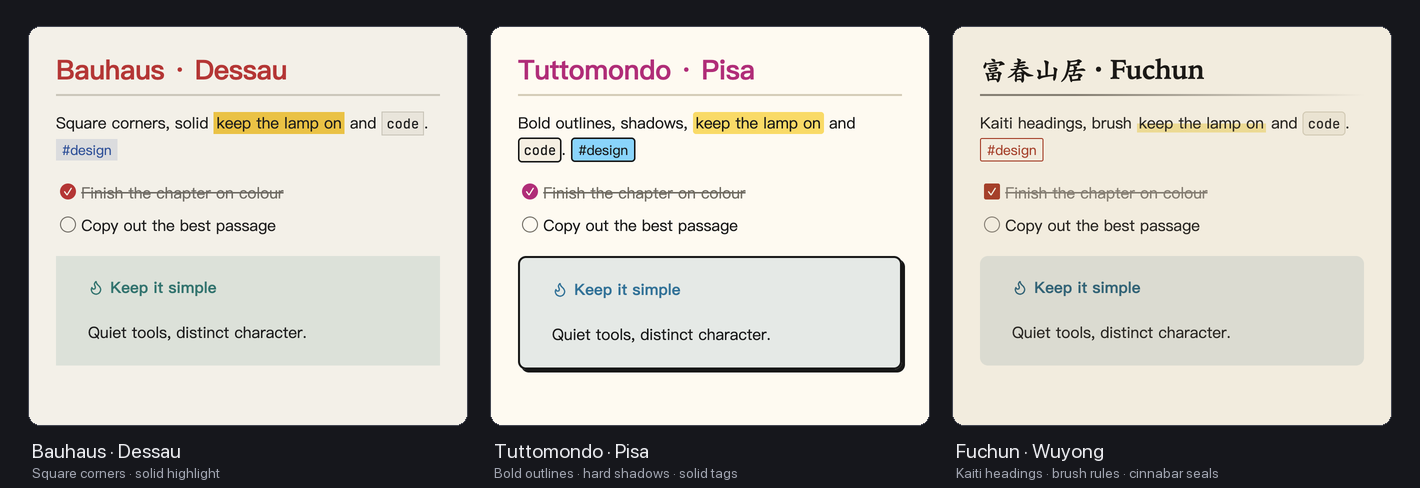 Bauhaus · Dessau
Square corners, solid keep the lamp on and code.
#design
Finish the chapter on colour
Copy out the best passage
Keep it simple
Quiet tools, distinct character.
Bauhaus · Dessau
Square corners · solid highlight
Tuttomondo · Pisa
Bold outlines, shadows, keep the lamp on and
code. #design
Finish the chapter on colour
Copy out the best passage
Keep it simple
Quiet tools, distinct character.
Tuttomondo · Pisa
Bold outlines · hard shadows · solid tags
富春山居 · Fuchun
Kaiti headings, brush keep the lamp on and code.
#design
Finish the chapter on colour
Copy out the best passage
Keep it simple
Quiet tools, distinct character.
Fuchun · Wuyong
Kaiti headings · brush rules · cinnabar seals